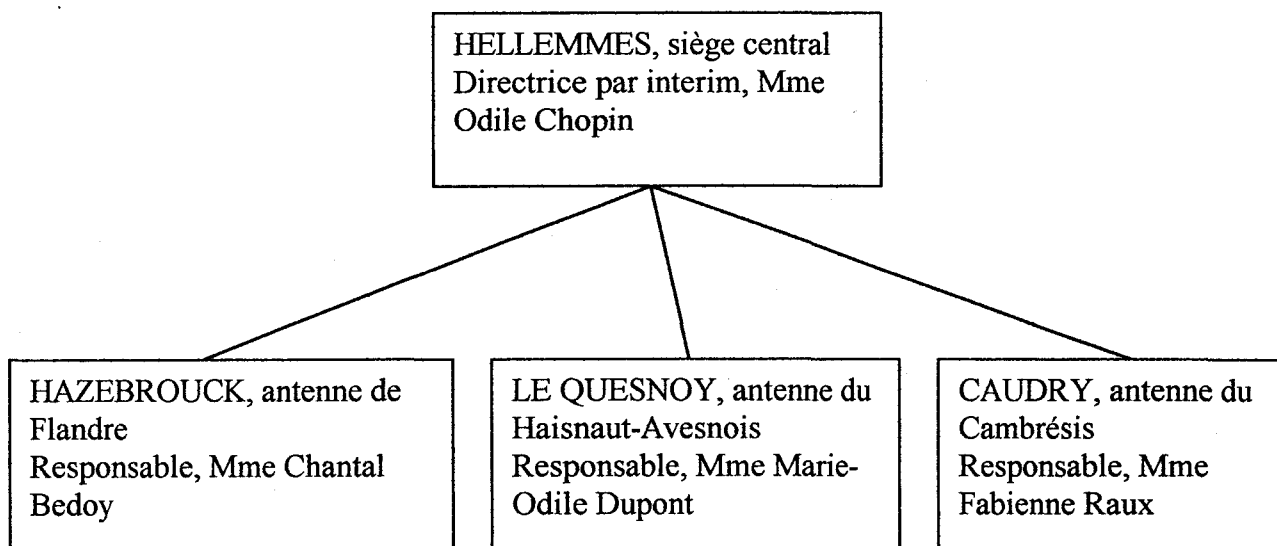 HELLEMMES, siège central
Directrice par interim, Mme
Odile Chopin
HAZEBROUCK, antenne de
Flandre
Responsable, Mme Chantal
Bedoy
LE QUESNOY, antenne du
Haisnaut-Avesnois
Responsable, Mme Marie-
Odile Dupont
CAUDRY, antenne du
Cambrésis
Responsable, Mme
Fabienne Raux